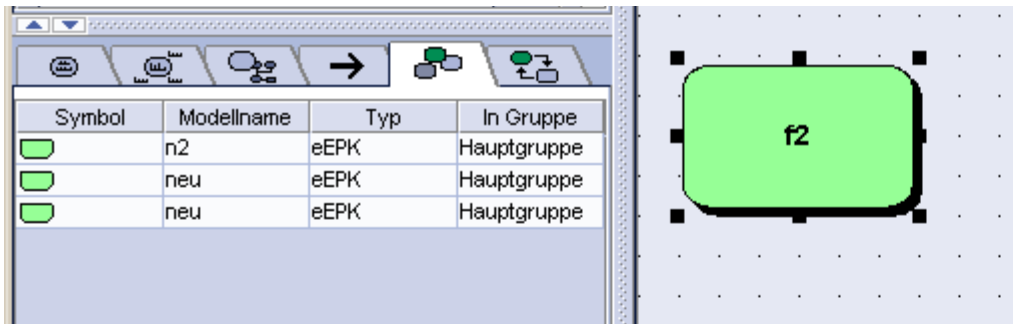 Symbol Modellname Typ In Gruppe
n2 eEPK Hauptgruppe
neu eEPK Hauptgruppe
neu eEPK Hauptgruppe
f2